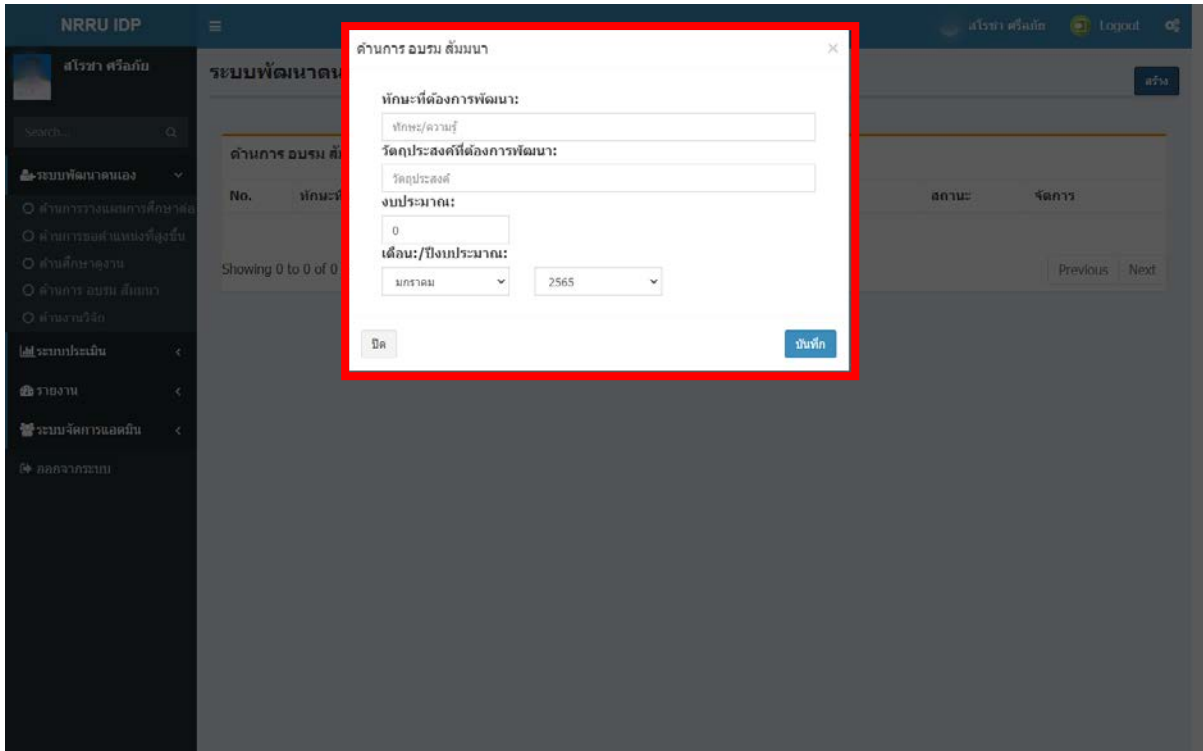 NRRU IDP
สโรชา ศรีอภัย
Logout
สโรชา ศรีอภัย
ระบบพัฒนาตน
สร้าง
Search...
ระบบพัฒนาตนเอง
ด้านการวางแผนการศึกษาต่อ
ด้านการขอตำแหน่งที่สูงขึ้น
ด้านศึกษาดูงาน
ด้านการ อบรม สัมมนา
ด้านงานวิจัย
ระบบประเมิน
รายงาน
ระบบจัดการแอดมิน
ออกจากระบบ
ด้านการ อบรม
No.
สถานะ
จัดการ
Showing 0 to 0 of 0
Previous
Next
ด้านการ อบรม สัมมนา
×
ทักษะที่ต้องการพัฒนา:
ทักษะ/ความรู้
วัตถุประสงค์ที่ต้องการพัฒนา:
วัตถุประสงค์
งบประมาณ:
0
เดือน:/ปีงบประมาณ:
มกราคม
2565
ปิด
บันทึก